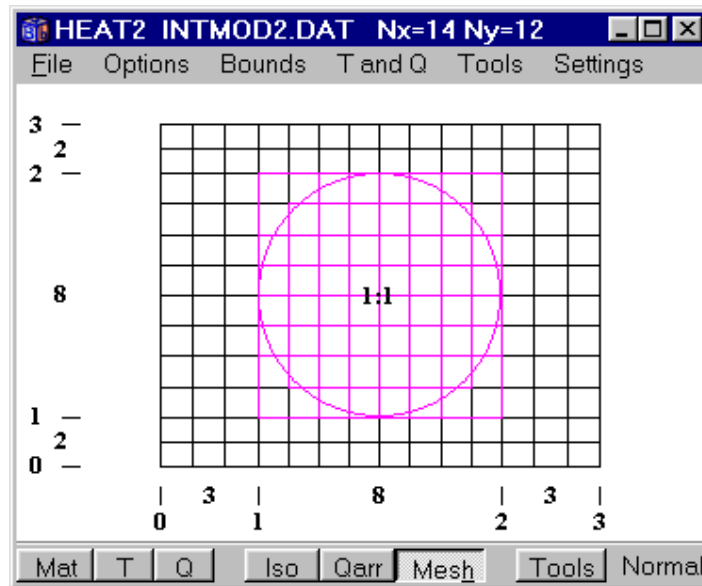 HEAT2 INTMOD2.DAT Nx=14 Ny=12
File Options Bounds T and Q Tools Settings
3
2
2
8
1:1
1
2
0
3 8 3
0 1 2 3
Mat T Q Iso Qarr Mesh Tools Normal